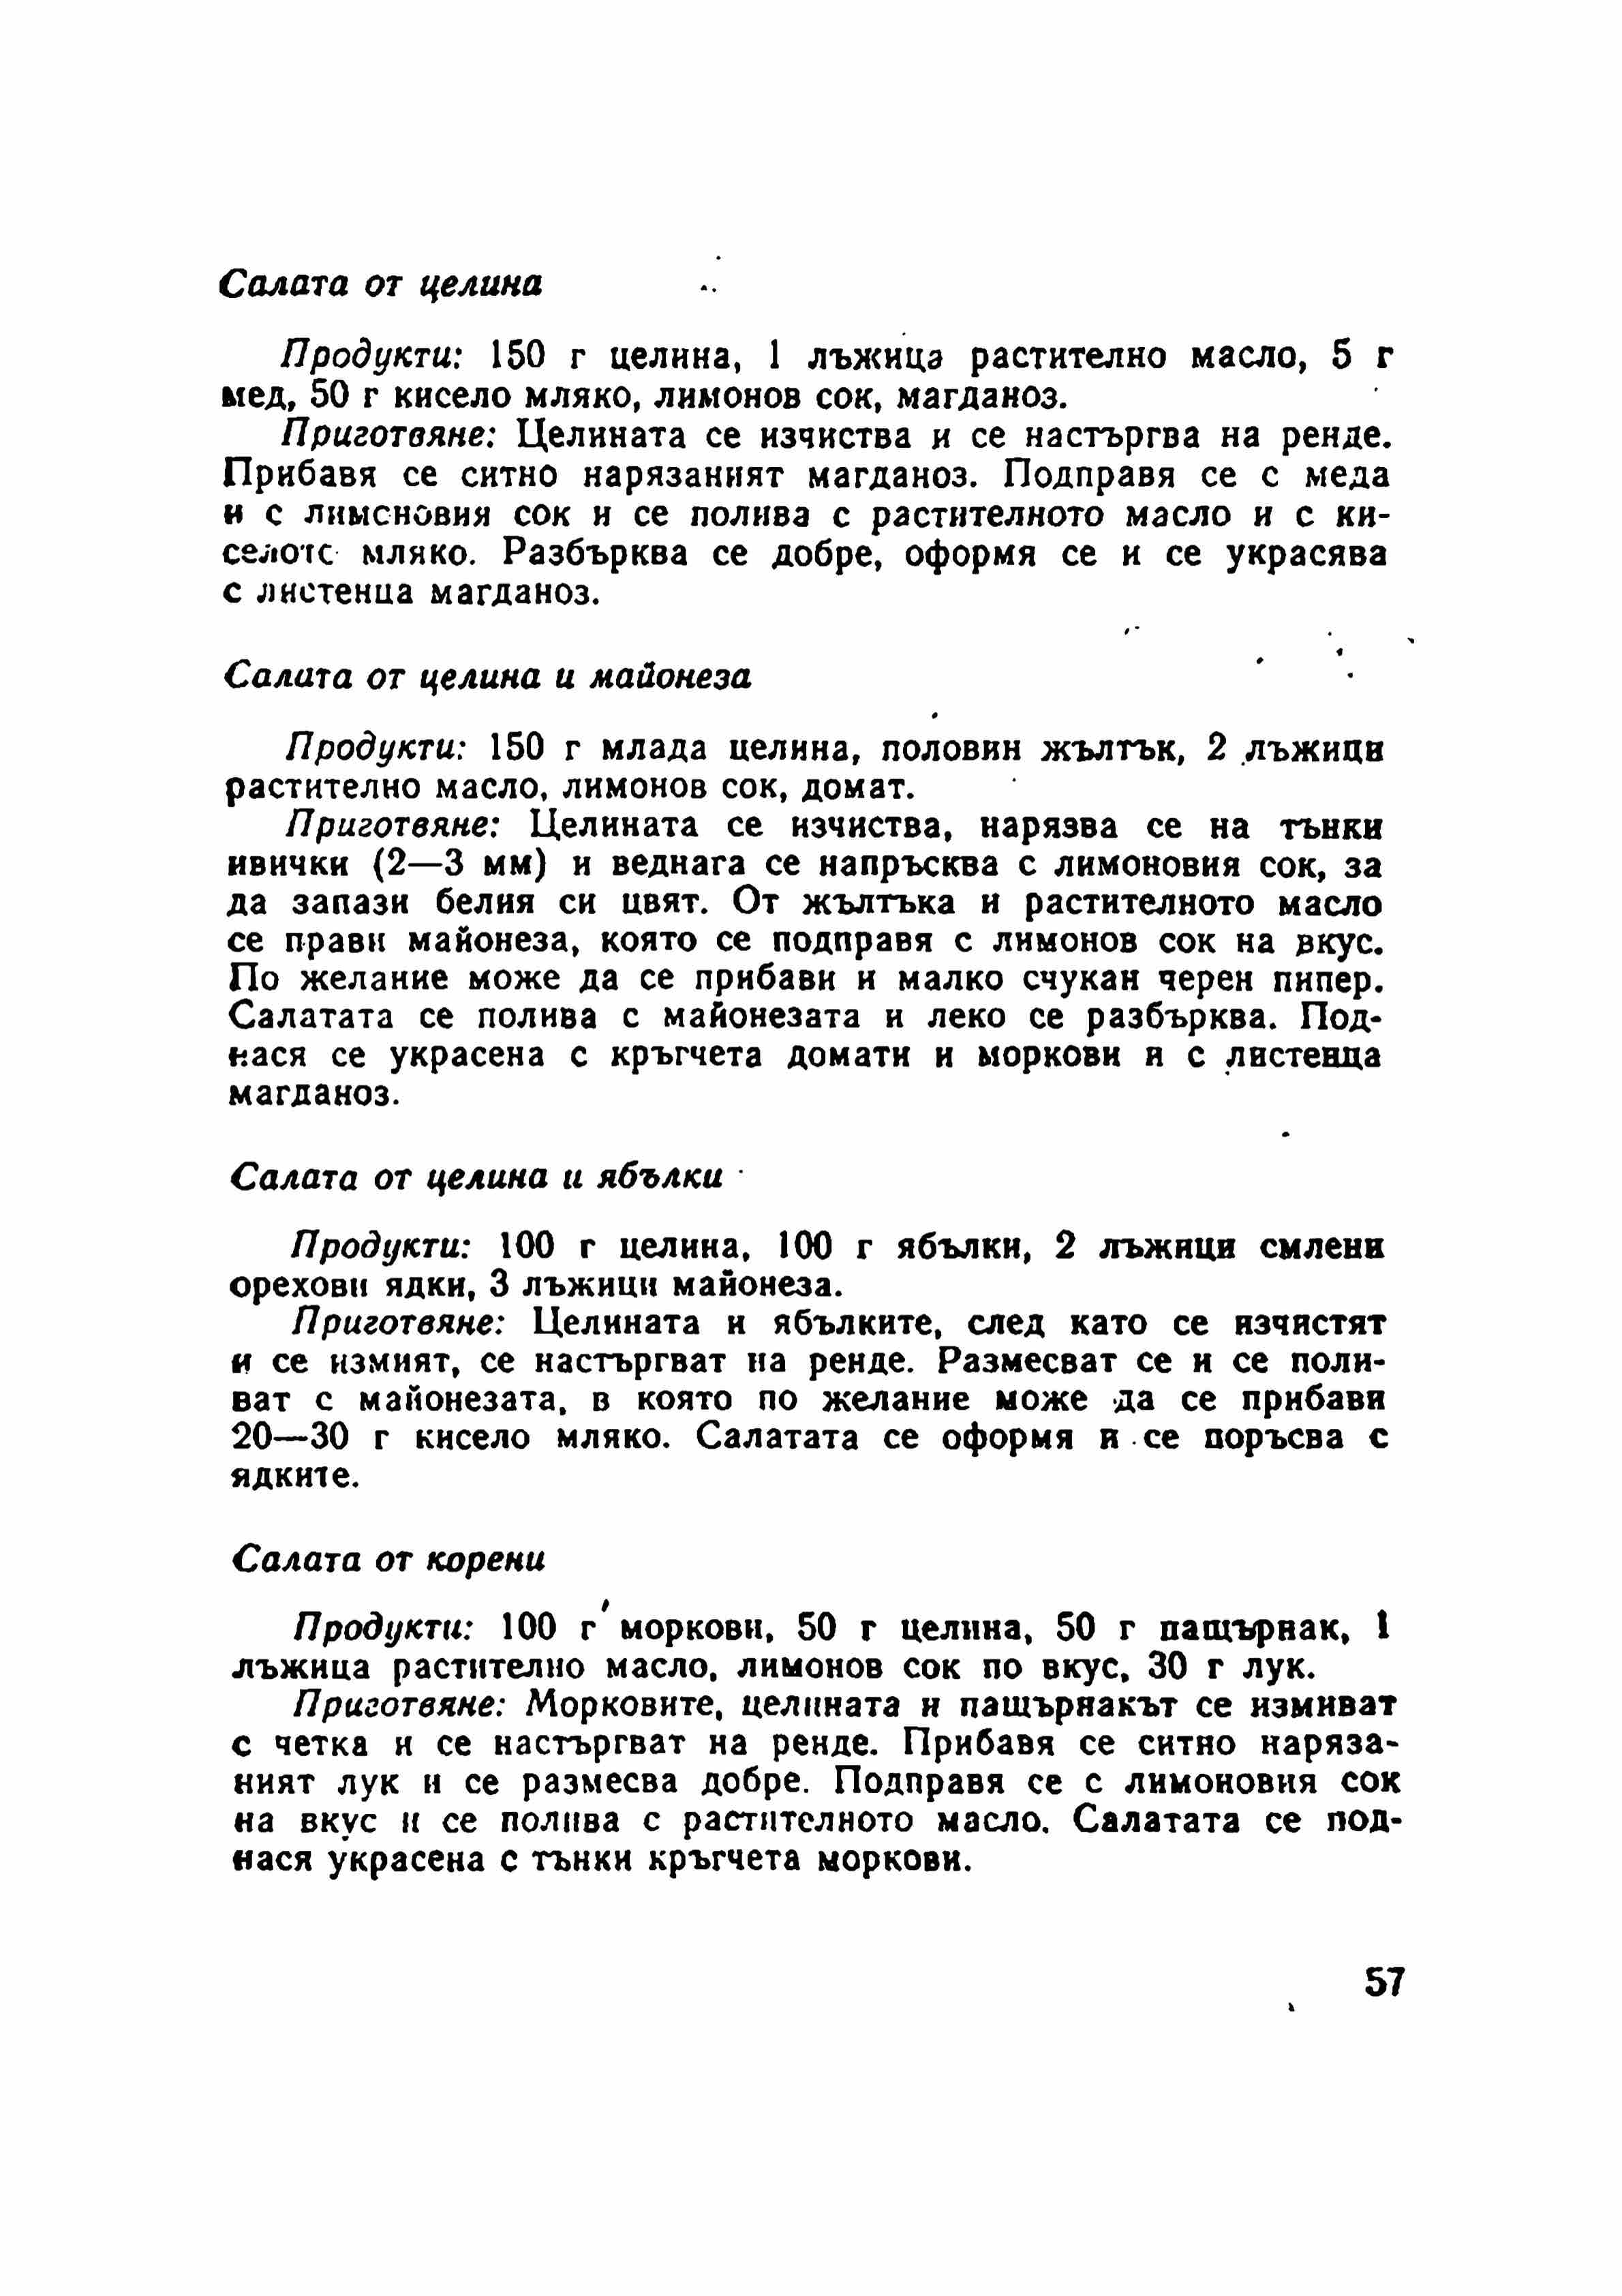 Салата от целина
Продукти: 150 г целина, 1 лъжица растително масло, 5 г
мед, 50 г кисело мляко, лимонов сок, магданоз.
Приготвяне: Целината се изчиства и се настъргва на ренде.
Прибавя се ситно нарязаният магданоз. Подправя се с меда
и с лимоновия сок и се полива с растителното масло и с ки-
селото мляко. Разбърква се добре, оформя се и се украсява
с листенца магданоз.
Салата от целина и майонеза
Продукти: 150 г млада целина, половин жълтък, 2 лъжици
растително масло, лимонов сок, домат.
Приготвяне: Целината се изчиства, нарязва се на тънки
ивички (2—3 мм) и веднага се напръсква с лимоновия сок, за
да запази белия си цвят. От жълтъка и растителното масло
се прави майонеза, която се подправя с лимонов сок на вкус.
По желание може да се прибави и малко счукан черен пипер.
Салатата се полива с майонезата и леко се разбърква. Под-
нася се украсена с кръгчета домати и моркови и с листенца
магданоз.
Салата от целина и ябълки
Продукти: 100 г целина, 100 г ябълки, 2 лъжици смлени
орехови ядки, 3 лъжици майонеза.
Приготвяне: Целината и ябълките, след като се изчистят
и се измият, се настъргват на ренде. Размесват се и се поли-
ват с майонезата, в която по желание може да се прибави
20—30 г кисело мляко. Салатата се оформя и се поръсва с
ядките.
Салата от корени
Продукти: 100 г моркови, 50 г целина, 50 г пащърнак, 1
лъжица растително масло, лимонов сок по вкус, 30 г лук.
Приготвяне: Морковите, целината и пащърнакът се измиват
с четка и се настъргват на ренде. Прибавя се ситно наряза-
ният лук и се размесва добре. Подправя се с лимоновия сок
на вкус и се полива с растителното масло. Салатата се под-
нася украсена с тънки кръгчета моркови.
57